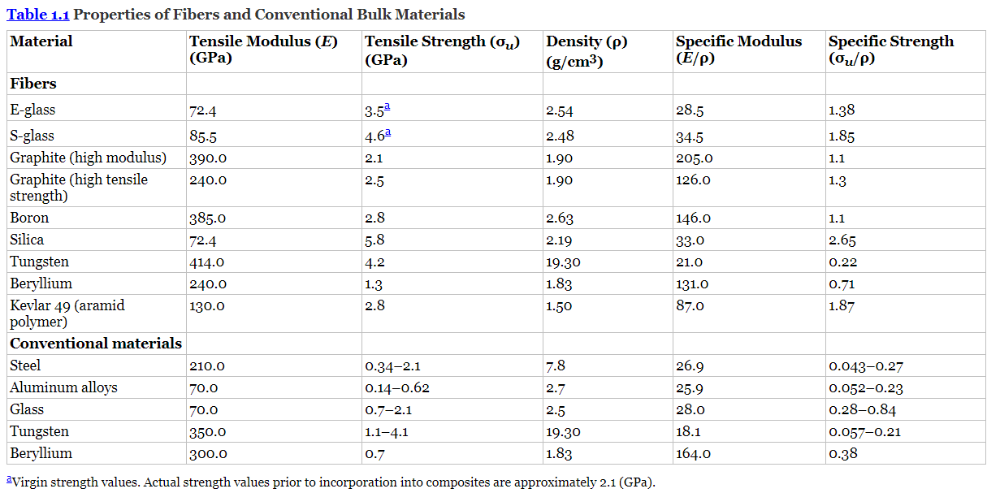 Table 1.1 Properties of Fibers and Conventional Bulk Materials
Material Tensile Modulus (E) (GPa) Tensile Strength (σu) (GPa) Density (ρ) (g/cm3) Specific Modulus (E/ρ) Specific Strength (σu/ρ)
Fibers
E-glass 72.4 3.5a 2.54 28.5 1.38
S-glass 85.5 4.6a 2.48 34.5 1.85
Graphite (high modulus) 390.0 2.1 1.90 205.0 1.1
Graphite (high tensile strength) 240.0 2.5 1.90 126.0 1.3
Boron 385.0 2.8 2.63 146.0 1.1
Silica 72.4 5.8 2.19 33.0 2.65
Tungsten 414.0 4.2 19.30 21.0 0.22
Beryllium 240.0 1.3 1.83 131.0 0.71
Kevlar 49 (aramid polymer) 130.0 2.8 1.50 87.0 1.87
Conventional materials
Steel 210.0 0.34–2.1 7.8 26.9 0.043–0.27
Aluminum alloys 70.0 0.14–0.62 2.7 25.9 0.052–0.23
Glass 70.0 0.7–2.1 2.5 28.0 0.28–0.84
Tungsten 350.0 1.1–4.1 19.30 18.1 0.057–0.21
Beryllium 300.0 0.7 1.83 164.0 0.38
aVirgin strength values. Actual strength values prior to incorporation into composites are approximately 2.1 (GPa).